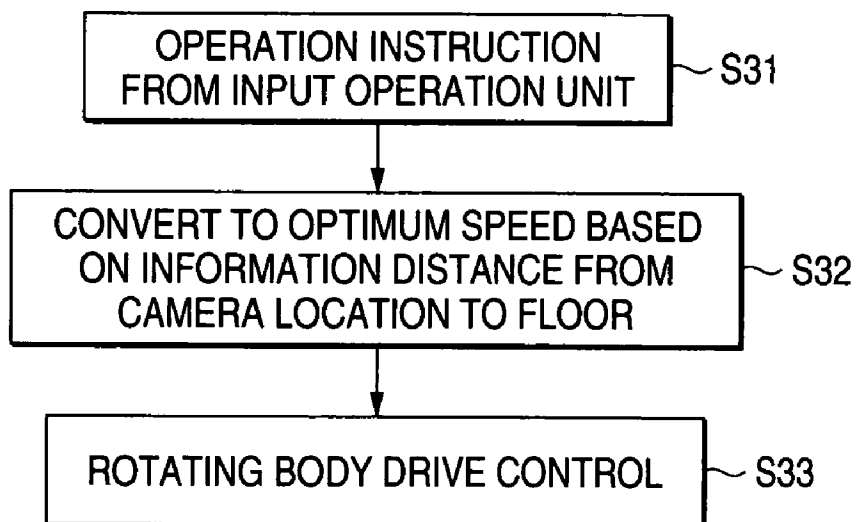 OPERATION INSTRUCTION
FROM INPUT OPERATION UNIT
S31
CONVERT TO OPTIMUM SPEED BASED
ON INFORMATION DISTANCE FROM
CAMERA LOCATION TO FLOOR
S32
ROTATING BODY DRIVE CONTROL
S33